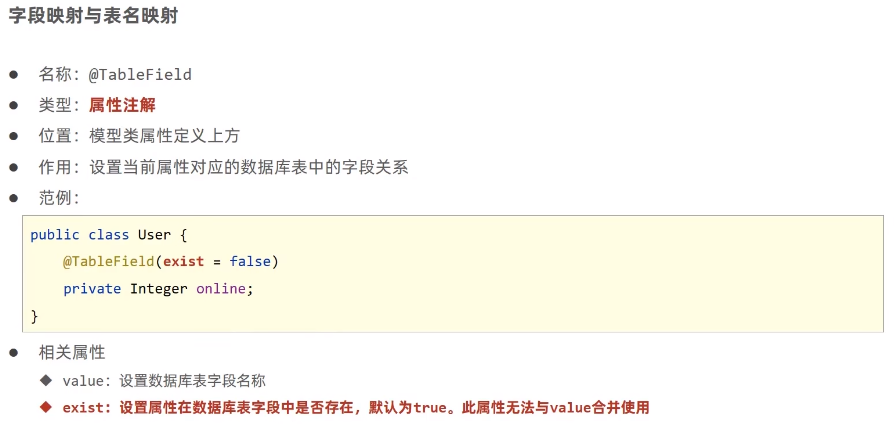 字段映射与表名映射
● 名称：@TableField
● 类型：属性注解
● 位置：模型类属性定义上方
● 作用：设置当前属性对应的数据库表中的字段关系
● 范例：
public class User {
    @TableField(exist = false)
    private Integer online;
}
● 相关属性
◆ value：设置数据库表字段名称
◆ exist：设置属性在数据库表字段中是否存在，默认为true。此属性无法与value合并使用